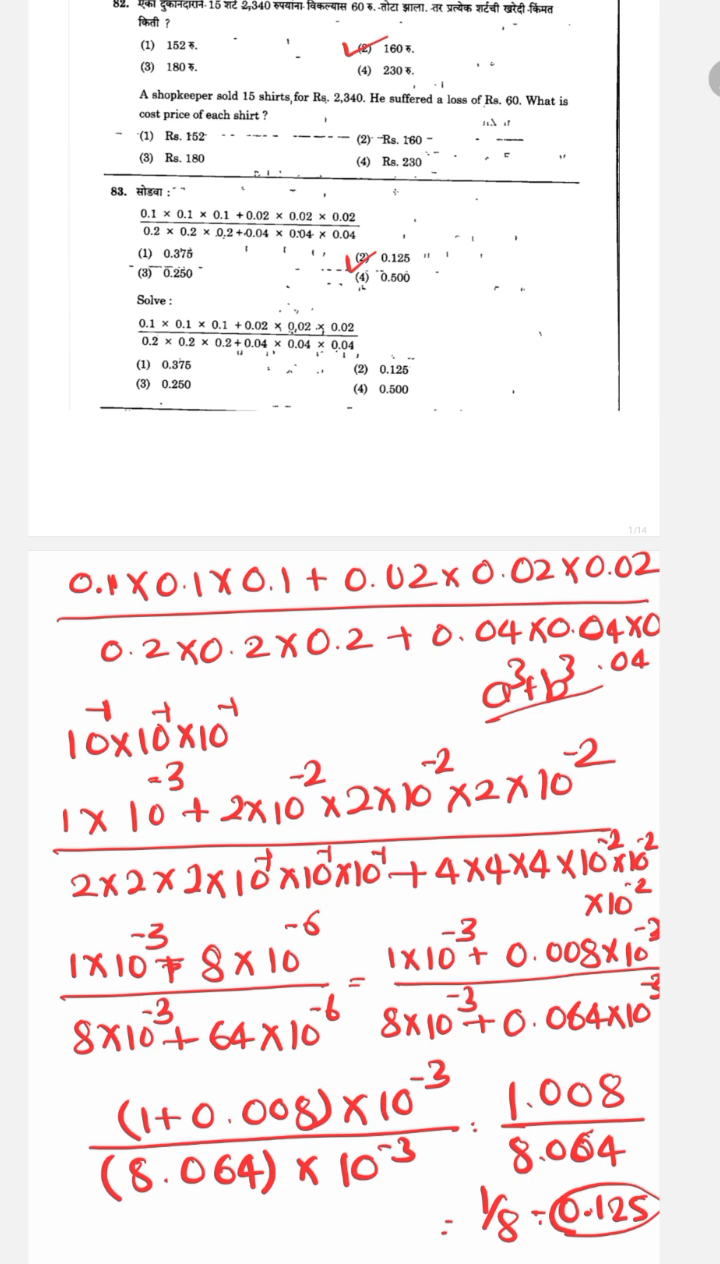 82. एका दुकानदाराने 15 शर्ट 2,340 रुपयांना विकल्यास 60 रु. तोटा झाला. तर प्रत्येक शर्टची खरेदी किंमत
किती ?
(1) 152 रु. (2) 160 रु.
(3) 180 रु. (4) 230 रु.
A shopkeeper sold 15 shirts for Rs. 2,340. He suffered a loss of Rs. 60. What is
cost price of each shirt ?
(1) Rs. 152 (2) Rs. 160
(3) Rs. 180 (4) Rs. 230
83. सोडवा :
0.1 × 0.1 × 0.1 + 0.02 × 0.02 × 0.02
0.2 × 0.2 × 0.2 + 0.04 × 0.04 × 0.04
(1) 0.375 (2) 0.125
(3) 0.250 (4) 0.500
Solve :
0.1 × 0.1 × 0.1 + 0.02 × 0.02 × 0.02
0.2 × 0.2 × 0.2 + 0.04 × 0.04 × 0.04
(1) 0.375 (2) 0.125
(3) 0.250 (4) 0.500
1/14
0.1 × 0.1 × 0.1 + 0.02 × 0.02 × 0.02
0.2 × 0.2 × 0.2 + 0.04 × 0.04 × 0
.04
a³+b³
10⁻¹ × 10⁻¹ × 10⁻¹
1 × 10⁻³ + 2 × 10⁻² × 2 × 10⁻² × 2 × 10⁻²
2 × 2 × 2 × 10⁻¹ × 10⁻¹ × 10⁻¹ + 4 × 4 × 4 × 10⁻² × 10⁻²
× 10⁻²
1 × 10⁻³ + 8 × 10⁻⁶ = 1 × 10⁻³ + 0.008 × 10⁻³
8 × 10⁻³ + 64 × 10⁻⁶ 8 × 10⁻³ + 0.064 × 10⁻³
(1 + 0.008) × 10⁻³ = 1.008
(8.064) × 10⁻³ 8.064
= 1/8 = 0.125